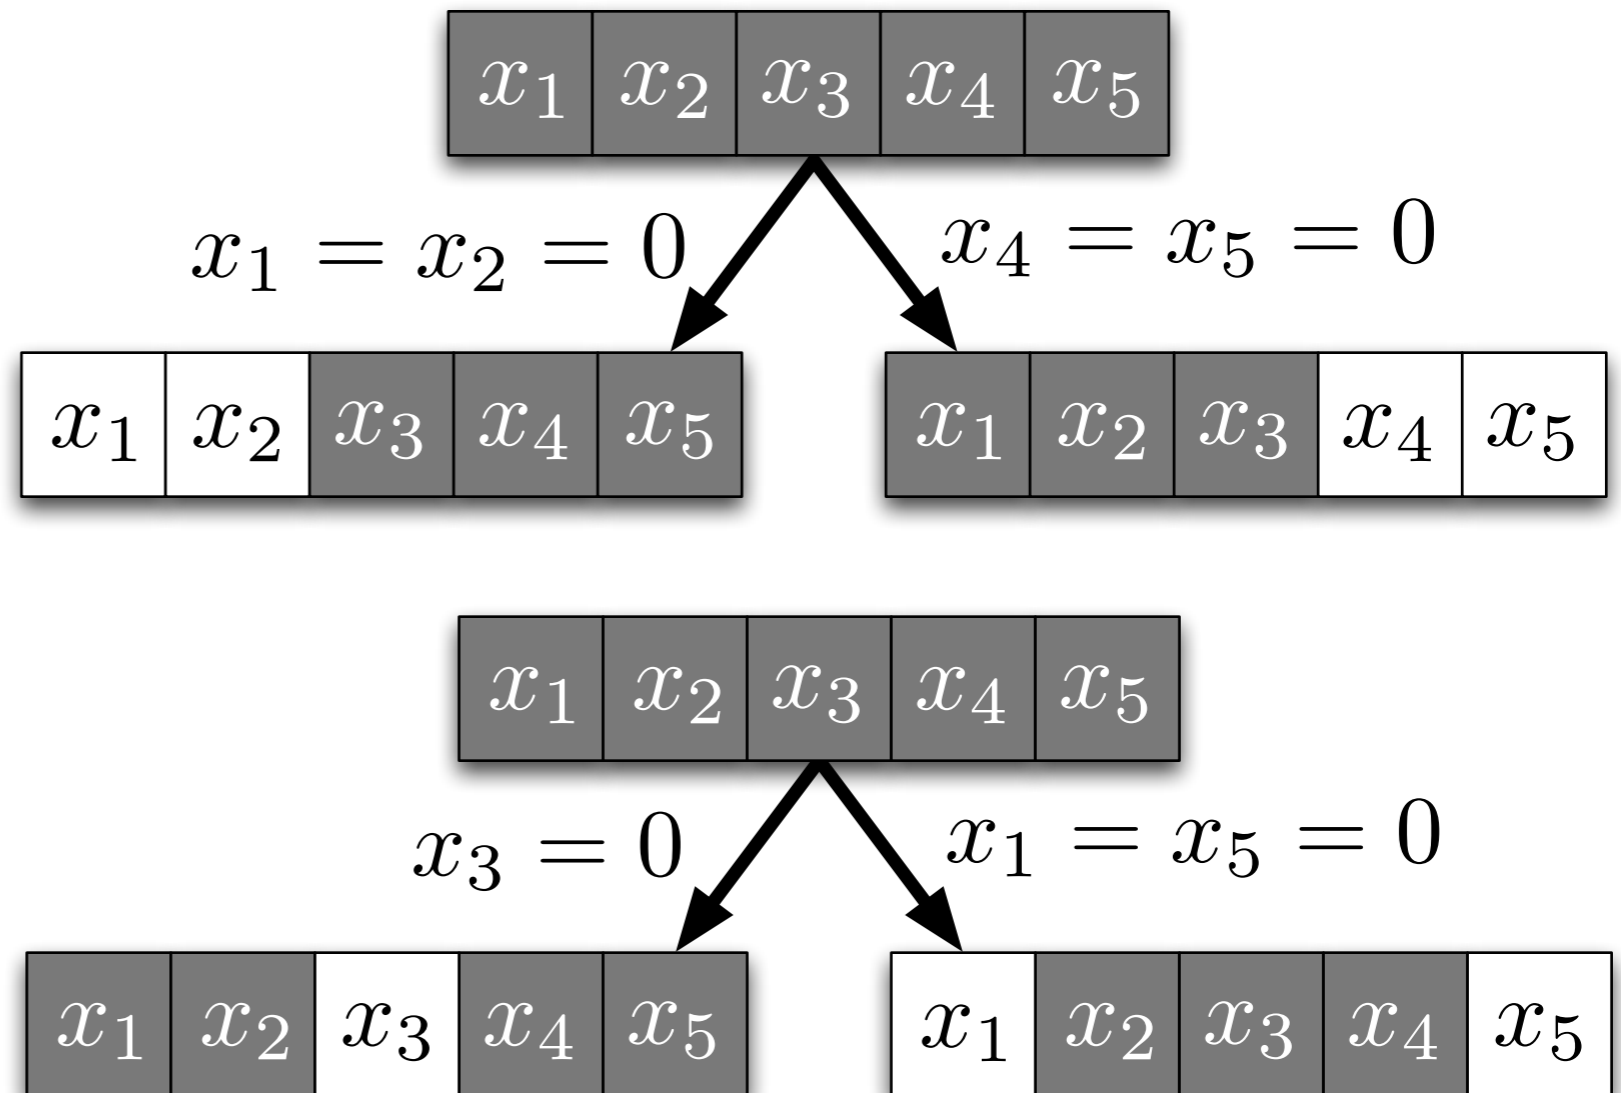 x₁ x₂ x₃ x₄ x₅
x₁ = x₂ = 0 x₄ = x₅ = 0
x₁ x₂ x₃ x₄ x₅ x₁ x₂ x₃ x₄ x₅
x₁ x₂ x₃ x₄ x₅
x₃ = 0 x₁ = x₅ = 0
x₁ x₂ x₃ x₄ x₅ x₁ x₂ x₃ x₄ x₅